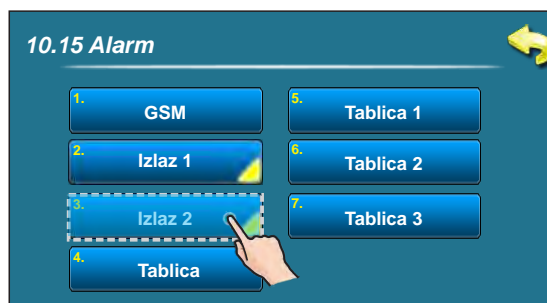 10.15 Alarm
1. GSM
2. Izlaz 1
3. Izlaz 2
4. Tablica
5. Tablica 1
6. Tablica 2
7. Tablica 3